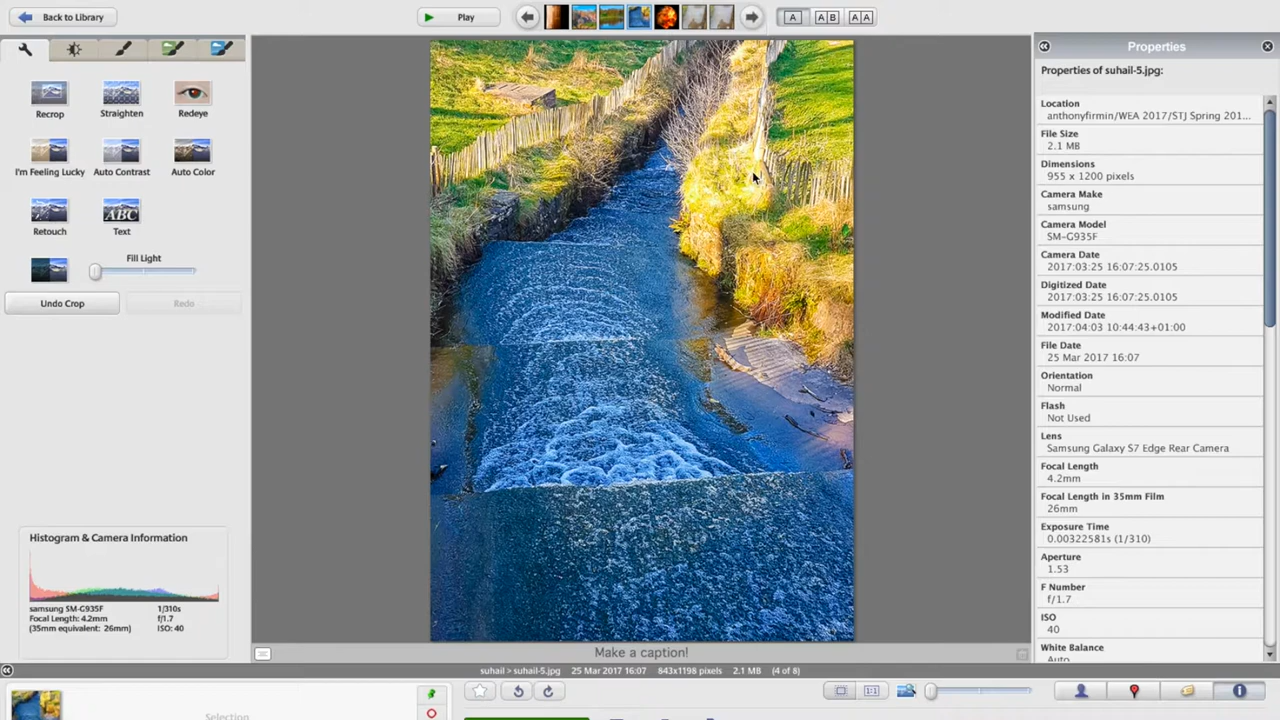 Back to Library
Play
A
AB
AA
Properties
Recrop
Straighten
Redeye
I'm Feeling Lucky
Auto Contrast
Auto Color
Retouch
ABC
Text
Fill Light
Undo Crop
Redo
Histogram & Camera Information
samsung SM-G935F
1/310s
Focal Length: 4.2mm
f/1.7
(35mm equivalent: 26mm)
ISO: 40
Make a caption!
suhail > suhail-5.jpg 25 Mar 2017 16:07 843x1198 pixels 2.1 MB (4 of 8)
Selection
1:1
Properties of suhail-5.jpg:
Location
anthonyfirmin/WEA 2017/STJ Spring 201...
File Size
2.1 MB
Dimensions
955 x 1200 pixels
Camera Make
samsung
Camera Model
SM-G935F
Camera Date
2017:03:25 16:07:25.0105
Digitized Date
2017:03:25 16:07:25.0105
Modified Date
2017:04:03 10:44:43+01:00
File Date
25 Mar 2017 16:07
Orientation
Normal
Flash
Not Used
Lens
Samsung Galaxy S7 Edge Rear Camera
Focal Length
4.2mm
Focal Length in 35mm Film
26mm
Exposure Time
0.00322581s (1/310)
Aperture
1.53
F Number
f/1.7
ISO
40
White Balance
Auto